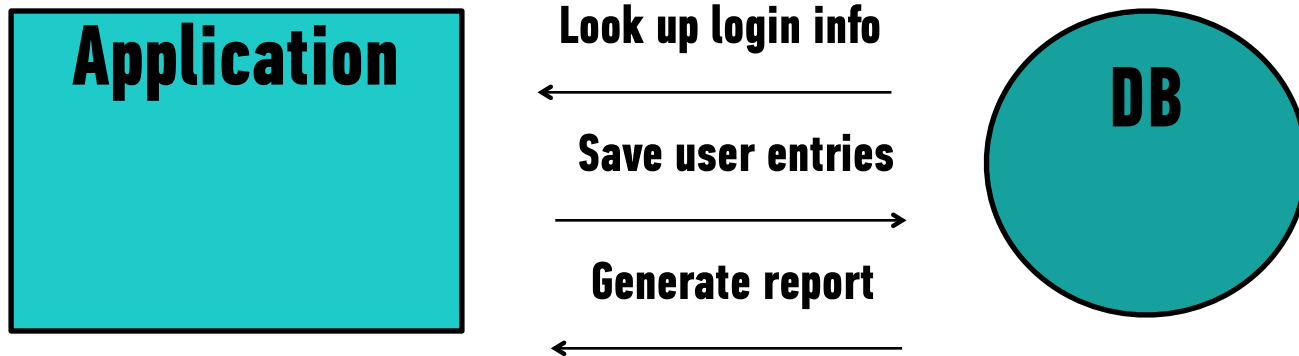 Application
Look up login info
DB
Save user entries
Generate report